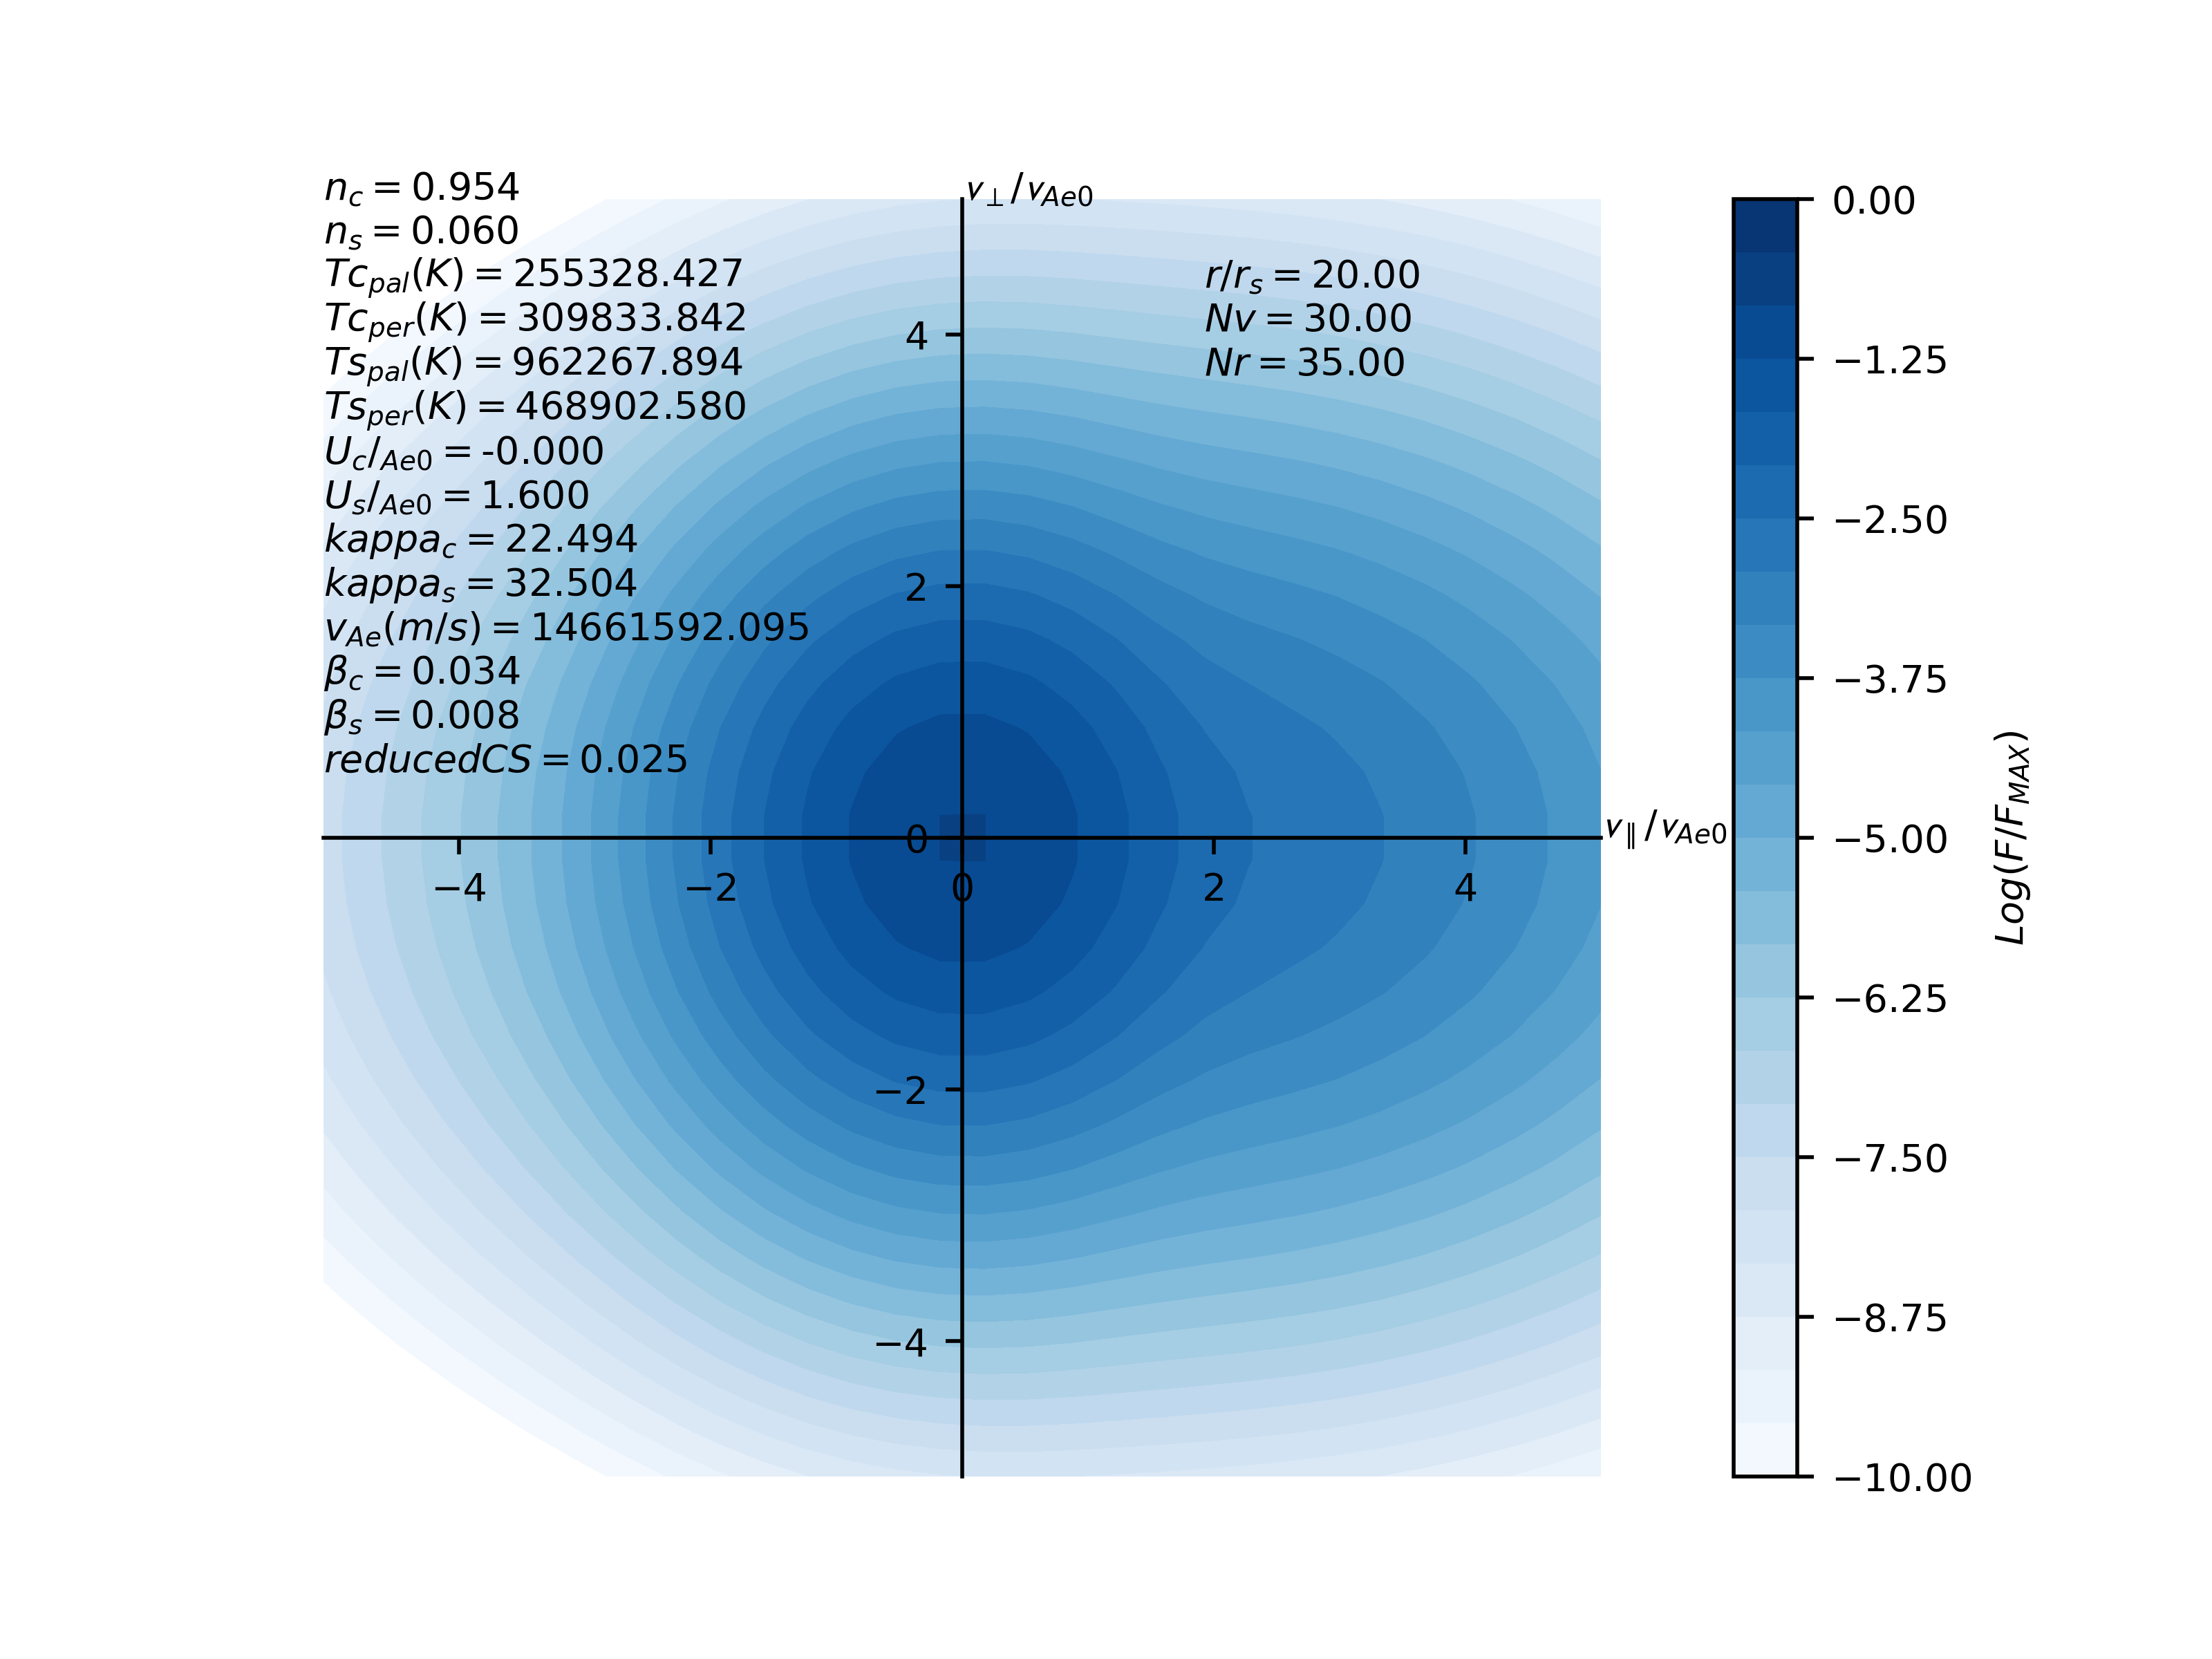 n_c = 0.954
n_s = 0.060
Tc_pal(K) = 255328.427
Tc_per(K) = 309833.842
Ts_pal(K) = 962267.894
Ts_per(K) = 468902.580
U_c/_Ae0 = -0.000
U_s/_Ae0 = 1.600
kappa_c = 22.494
kappa_s = 32.504
v_Ae(m/s) = 14661592.095
β_c = 0.034
β_s = 0.008
reducedCS = 0.025
v_⊥/v_Ae0
r/r_s = 20.00
Nv = 30.00
Nr = 35.00
4
2
0
−2
−4
−4
−2
0
2
4
v_∥/v_Ae0
0.00
−1.25
−2.50
−3.75
−5.00
−6.25
−7.50
−8.75
−10.00
Log(F/F_MAX)